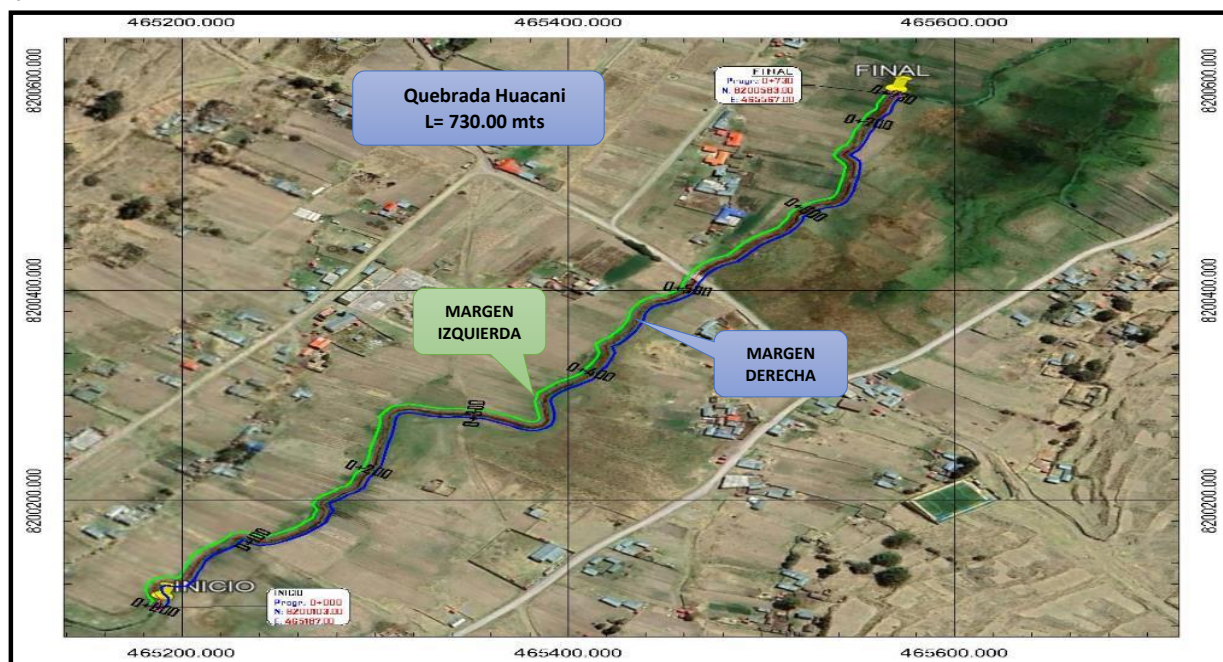 465200.000
465400.000
465600.000
8200600.000
8200400.000
8200200.000
Quebrada Huacani
L= 730.00 mts
FINAL
Progr: 0+730
N: 8200583.00
E: 465567.00
FINAL
0+730
0+700
0+600
0+500
MARGEN
IZQUIERDA
MARGEN
DERECHA
0+400
0+200
0+100
INICIO
0+000
INICIO
Progr: 0+000
N: 8200103.00
E: 465187.00
8200600.000
8200400.000
8200200.000
465200.000
465400.000
465600.000